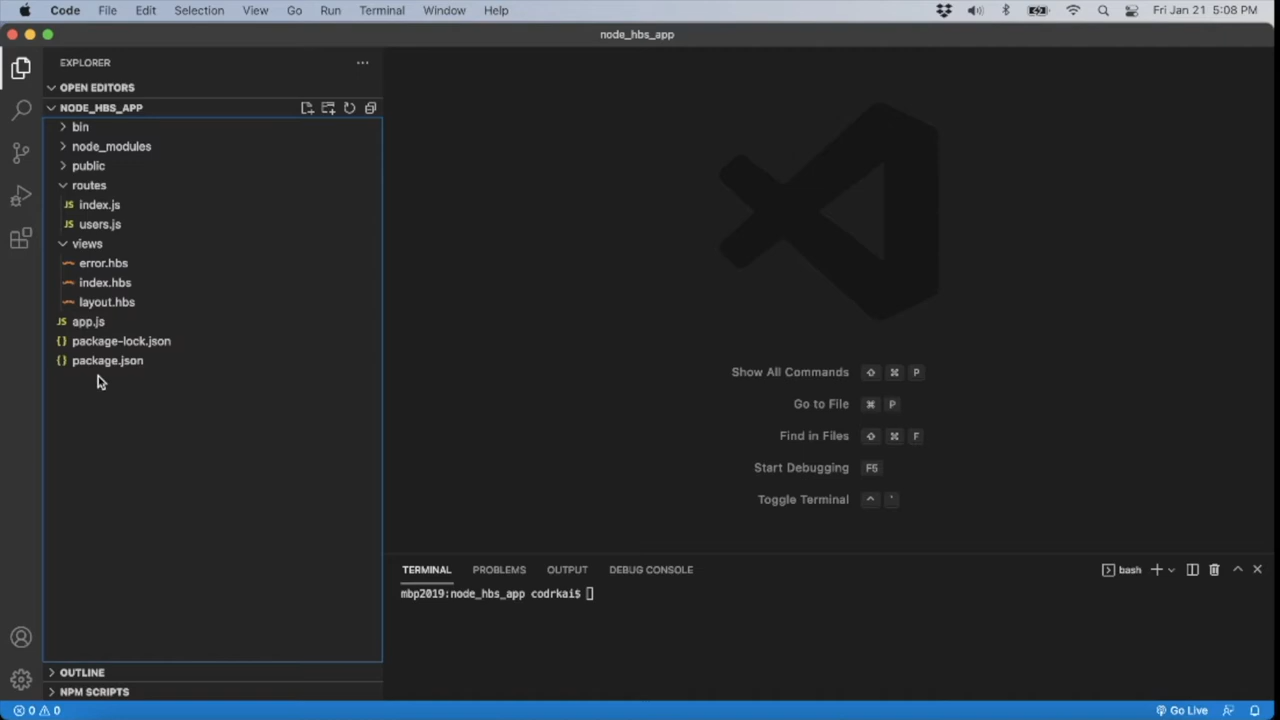 Code File Edit Selection View Go Run Terminal Window Help Fri Jan 21 5:08 PM
node_hbs_app
EXPLORER
OPEN EDITORS
NODE_HBS_APP
bin
node_modules
public
routes
JS index.js
JS users.js
views
error.hbs
index.hbs
layout.hbs
JS app.js
{} package-lock.json
{} package.json
Show All Commands ⇧ ⌘ P
Go to File ⌘ P
Find in Files ⇧ ⌘ F
Start Debugging F5
Toggle Terminal ^ `
TERMINAL PROBLEMS OUTPUT DEBUG CONSOLE bash
mbp2019:node_hbs_app codrkai$
OUTLINE
NPM SCRIPTS
0 0 Go Live